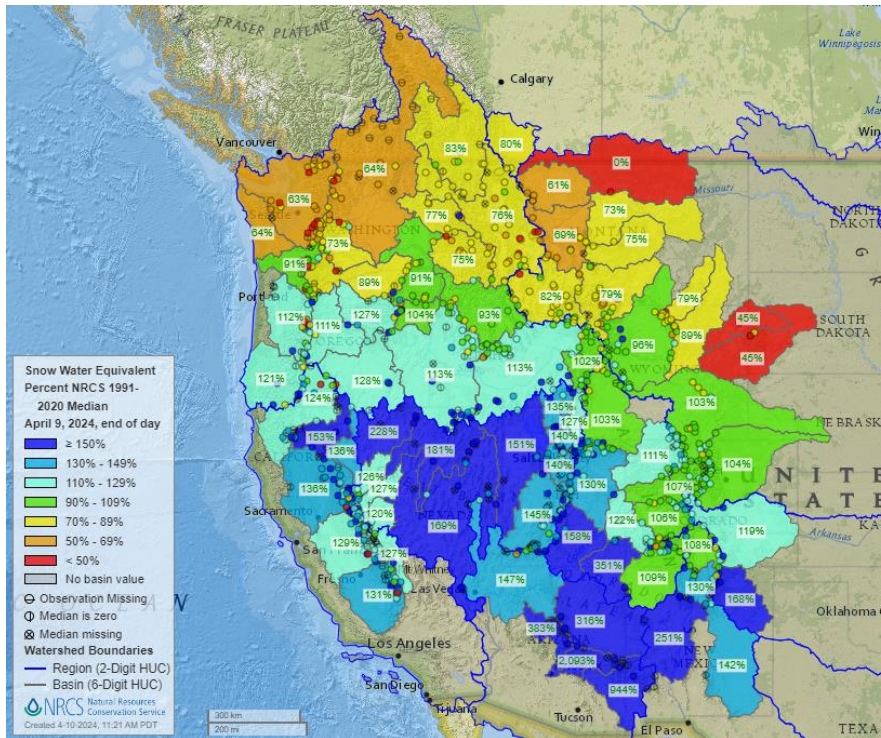 FRASER PLATEAU
Calgary
Lake
Winnipegosis
Vancouver
83%
80%
64%
0%
61%
Missouri
63%
73%
77%
76%
64%
73%
69%
75%
75%
91%
89%
91%
Portland
82%
79%
79%
112%
111%
127%
104%
93%
89%
45%
SOUTH
DAKOTA
45%
96%
102%
121%
128%
113%
113%
124%
135%
127%
103%
103%
153%
228%
181%
151%
140%
136%
140%
111%
104%
136%
126%
127%
130%
107%
UNITED
STATES
Sacramento
120%
169%
NEVADA
145%
122%
106%
119%
Arkansas
129%
127%
158%
108%
Fresno
351%
109%
130%
131%
Las Vegas
147%
168%
Oklahoma
316%
Los Angeles
383%
251%
142%
2,093%
San Diego
944%
Tijuana
Tucson
El Paso
TEXA
Snow Water Equivalent
Percent NRCS 1991-
2020 Median
April 9, 2024, end of day
≥ 150%
130% - 149%
110% - 129%
90% - 109%
70% - 89%
50% - 69%
< 50%
No basin value
Observation Missing
Median is zero
Median missing
Watershed Boundaries
Region (2-Digit HUC)
Basin (6-Digit HUC)
NRCS Natural
Resources
Conservation
Service
Created 4-10-2024, 11:21 AM PDT
300 km
200 mi